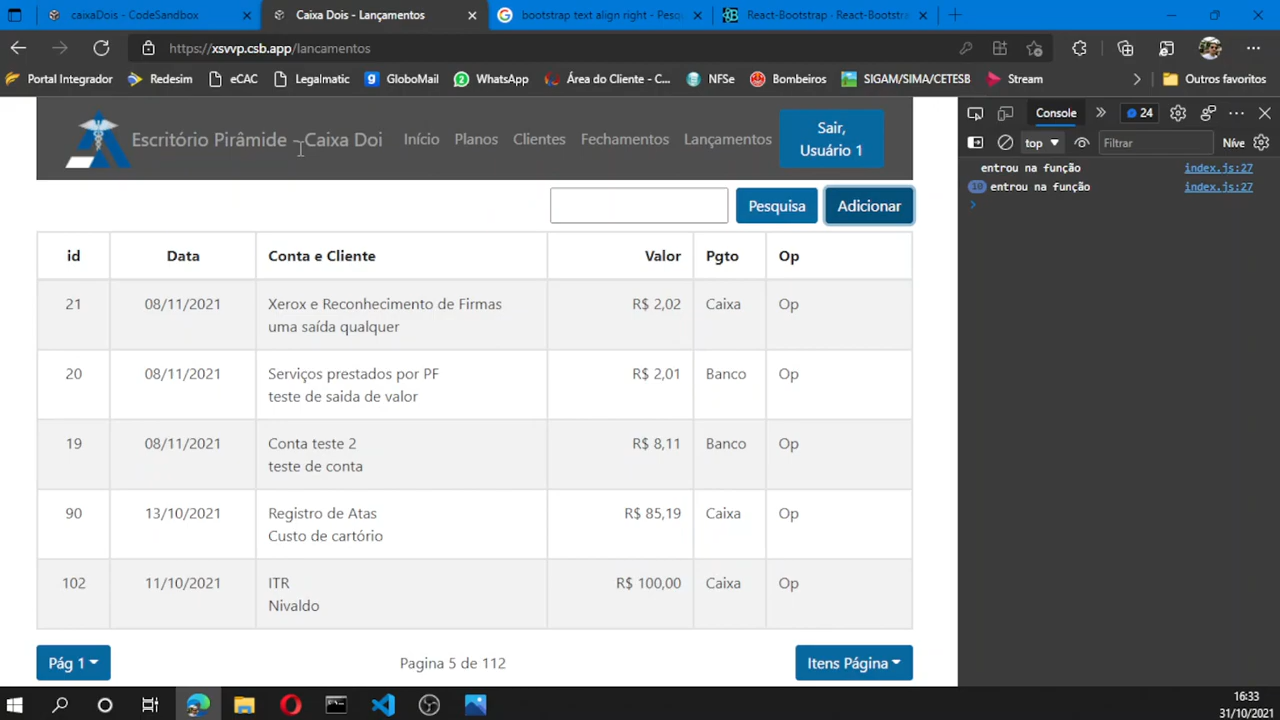 caixaDois - CodeSandbox
Caixa Dois - Lançamentos
bootstrap text align right - Pesq
React-Bootstrap · React-Bootstra
https://xsvvp.csb.app/lancamentos
Portal Integrador
Redesim
eCAC
Legalmatic
GloboMail
WhatsApp
Área do Cliente - C...
NFSe
Bombeiros
SIGAM/SIMA/CETESB
Stream
Outros favoritos
Escritório Pirâmide - Caixa Doi
Início
Planos
Clientes
Fechamentos
Lançamentos
Sair,
Usuário 1
Pesquisa
Adicionar
id Data Conta e Cliente Valor Pgto Op
21 08/11/2021 Xerox e Reconhecimento de Firmas R$ 2,02 Caixa Op
uma saída qualquer
20 08/11/2021 Serviços prestados por PF R$ 2,01 Banco Op
teste de saida de valor
19 08/11/2021 Conta teste 2 R$ 8,11 Banco Op
teste de conta
90 13/10/2021 Registro de Atas R$ 85,19 Caixa Op
Custo de cartório
102 11/10/2021 ITR R$ 100,00 Caixa Op
Nivaldo
Pág 1
Pagina 5 de 112
Itens Página
Console
24
top
Filtrar
Níve
entrou na função index.js:27
10 entrou na função index.js:27
16:33
31/10/2021